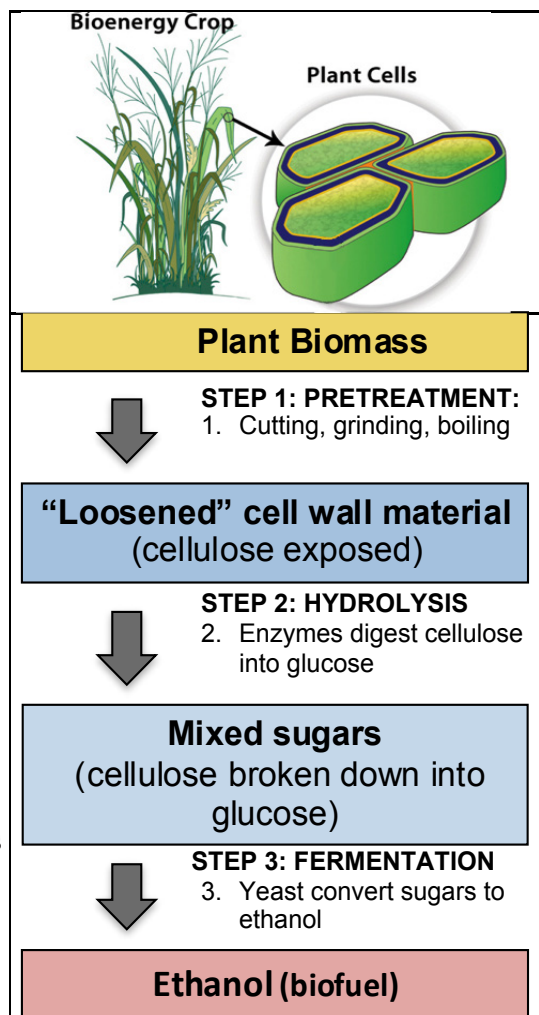 Bioenergy Crop
Plant Cells
Plant Biomass
STEP 1: PRETREATMENT:
1. Cutting, grinding, boiling
“Loosened” cell wall material
(cellulose exposed)
STEP 2: HYDROLYSIS
2. Enzymes digest cellulose
into glucose
Mixed sugars
(cellulose broken down into
glucose)
STEP 3: FERMENTATION
3. Yeast convert sugars to
ethanol
Ethanol (biofuel)